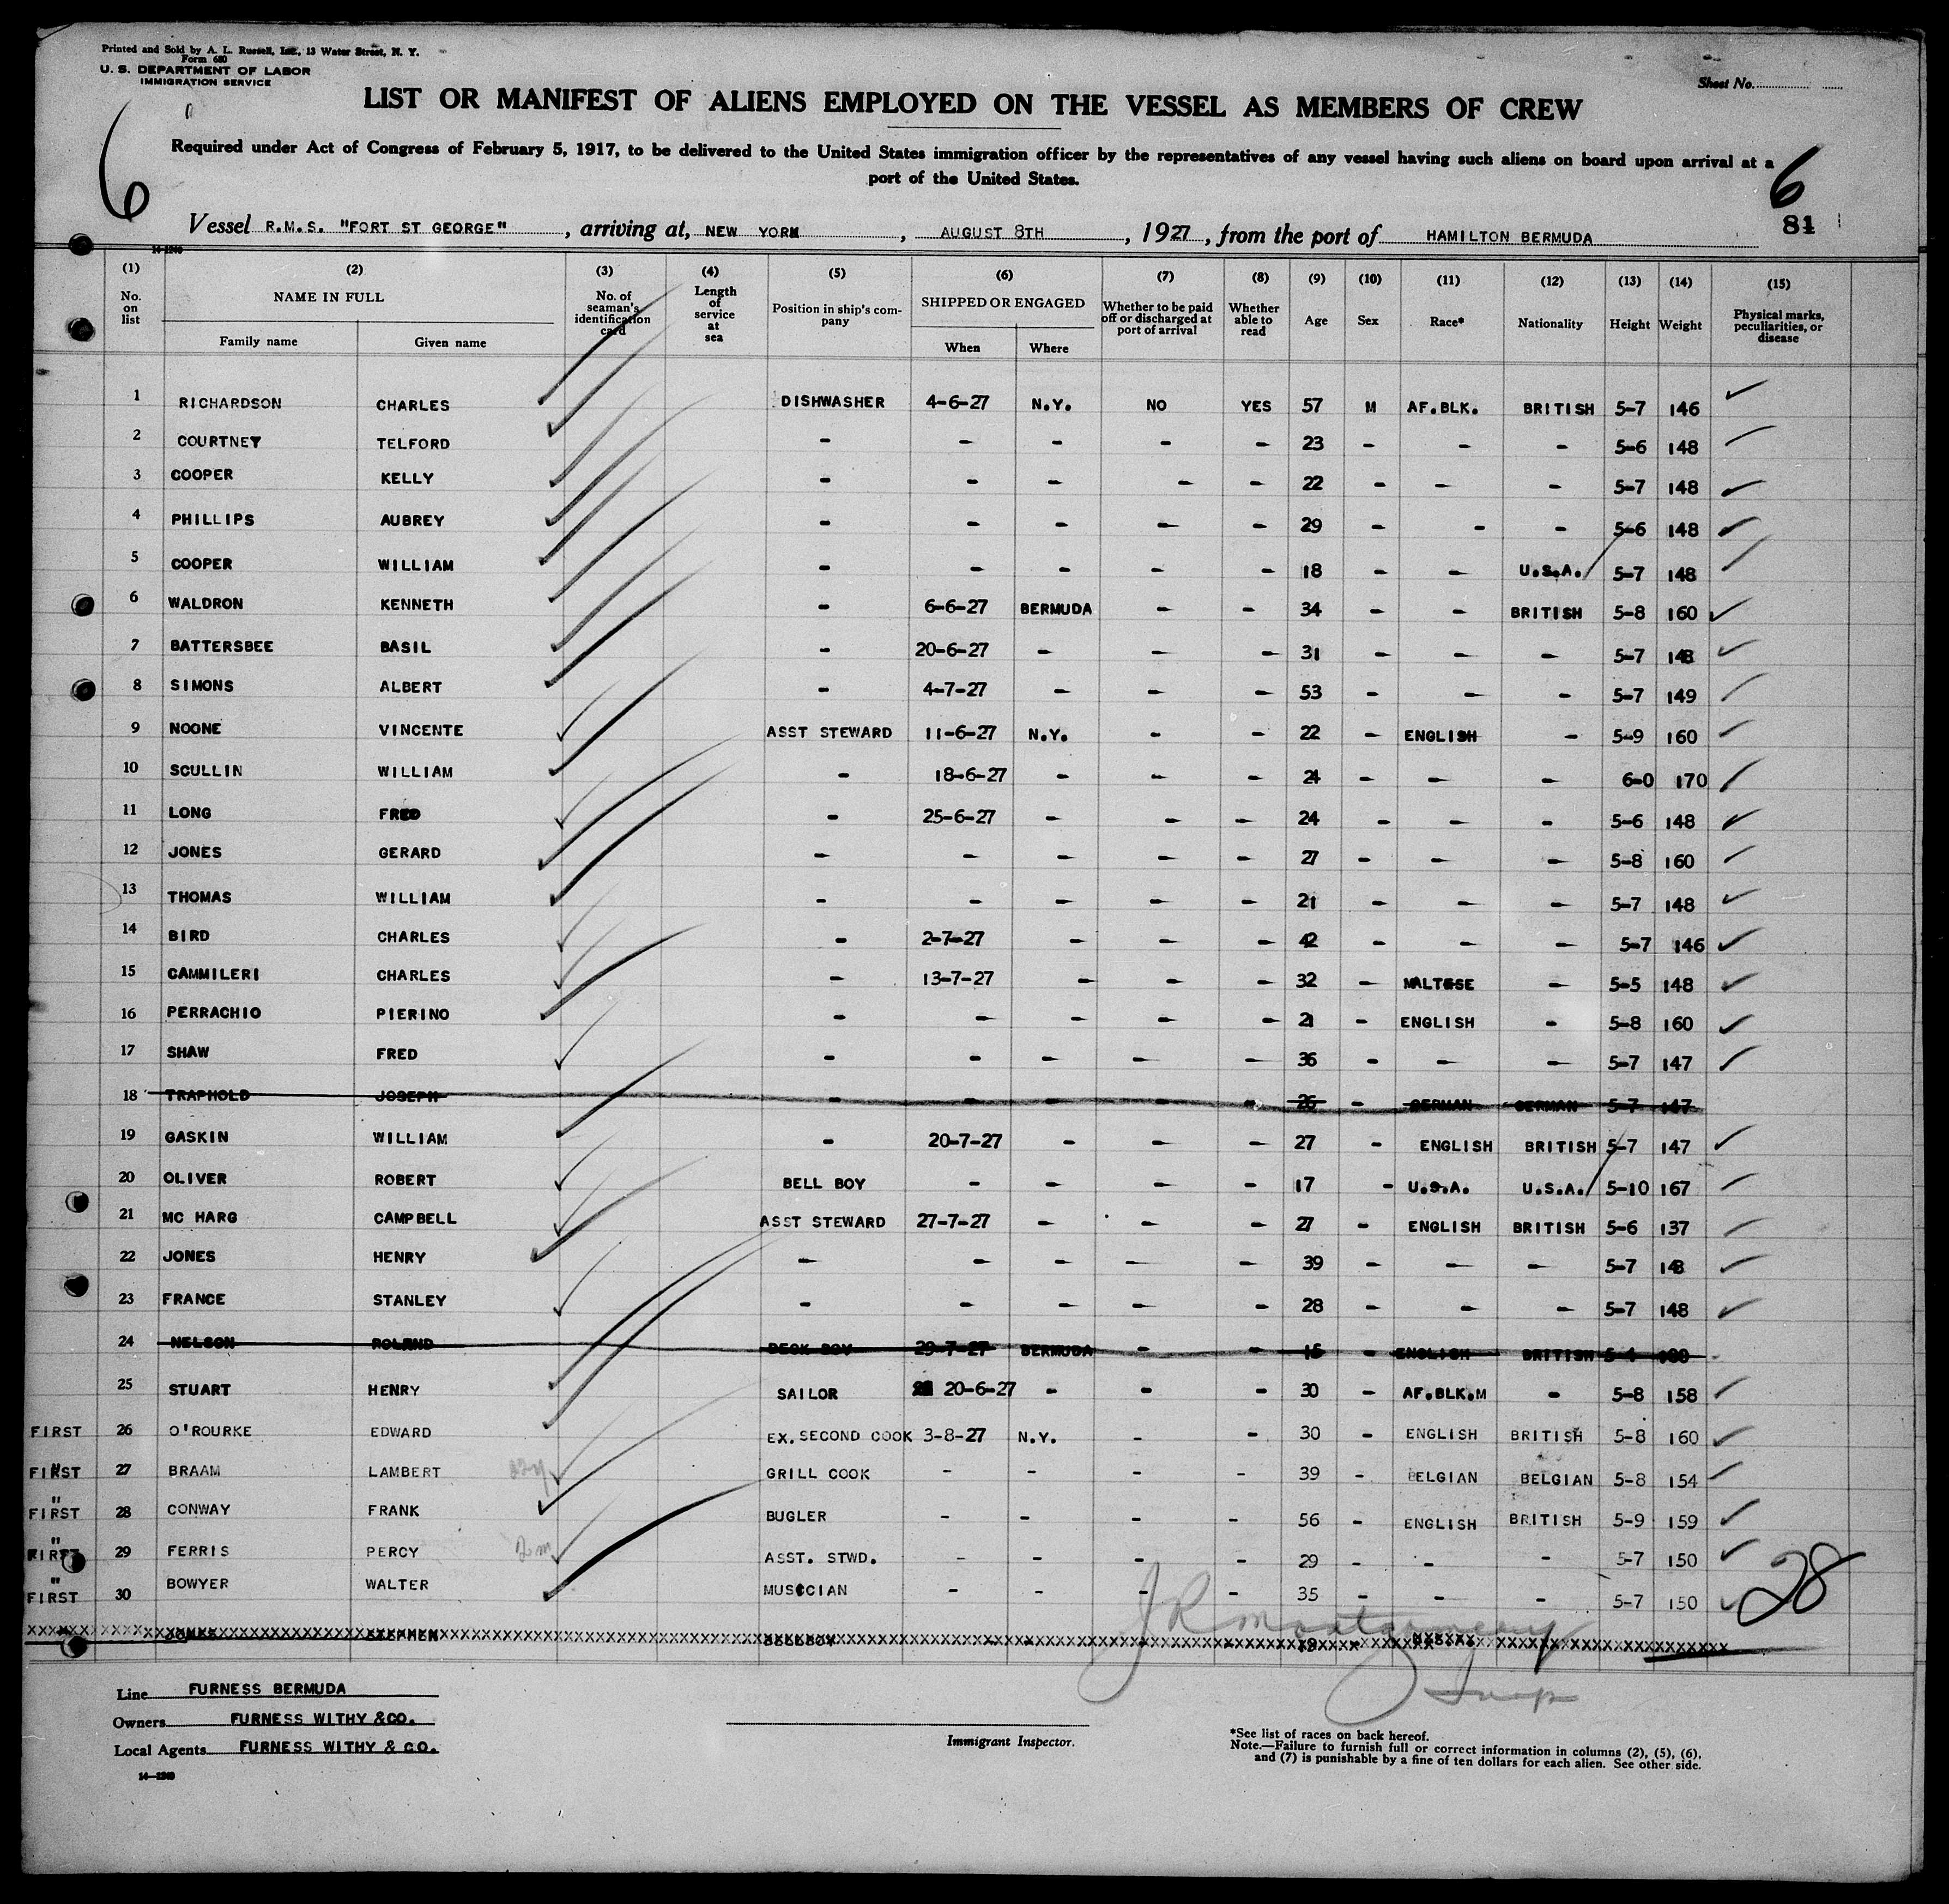 Printed and Sold by A. L. Russell, Inc., 13 Water Street, N. Y.
Form 680
U. S. DEPARTMENT OF LABOR
IMMIGRATION SERVICE
Sheet No.
LIST OR MANIFEST OF ALIENS EMPLOYED ON THE VESSEL AS MEMBERS OF CREW
Required under Act of Congress of February 5, 1917, to be delivered to the United States immigration officer by the representatives of any vessel having such aliens on board upon arrival at a
port of the United States.
6 6
81
Vessel R.M.S. "FORT ST GEORGE", arriving at, NEW YORK, AUGUST 8TH, 1927, from the port of HAMILTON BERMUDA
14-1240
(1) (2) (3) (4) (5) (6) (7) (8) (9) (10) (11) (12) (13) (14) (15)
No. on list NAME IN FULL Family name Given name No. of seaman's identification card Length of service at sea Position in ship's company SHIPPED OR ENGAGED When Where Whether to be paid off or discharged at port of arrival Whether able to read Age Sex Race* Nationality Height Weight Physical marks, peculiarities, or disease
1 RICHARDSON CHARLES DISHWASHER 4-6-27 N.Y. NO YES 57 M AF.BLK. BRITISH 5-7 146
2 COURTNEY TELFORD - - - - - 23 - - - 5-6 148
3 COOPER KELLY - - - - - 22 - - - 5-7 148
4 PHILLIPS AUBREY - - - - - 29 - - - 5-6 148
5 COOPER WILLIAM - - - - - 18 - - U.S.A. 5-7 148
6 WALDRON KENNETH - 6-6-27 BERMUDA - - 34 - - BRITISH 5-8 160
7 BATTERSBEE BASIL - 20-6-27 - - - 31 - - - 5-7 148
8 SIMONS ALBERT - 4-7-27 - - - 53 - - - 5-7 149
9 NOONE VINCENTE ASST STEWARD 11-6-27 N.Y. - - 22 - ENGLISH - 5-9 160
10 SCULLIN WILLIAM - 18-6-27 - - - 24 - - - 6-0 170
11 LONG FRED - 25-6-27 - - - 24 - - - 5-6 148
12 JONES GERARD - - - - - 27 - - - 5-8 160
13 THOMAS WILLIAM - - - - - 21 - - - 5-7 148
14 BIRD CHARLES - 2-7-27 - - - 42 - - - 5-7 146
15 CAMMILERI CHARLES - 13-7-27 - - - 32 - MALTESE - 5-5 148
16 PERRACHIO PIERINO - - - - - 21 - ENGLISH - 5-8 160
17 SHAW FRED - - - - - 36 - - - 5-7 147
18 TRAPHOLD JOSEPH - - - - - 26 - GERMAN GERMAN 5-7 147
19 GASKIN WILLIAM - 20-7-27 - - - 27 - ENGLISH BRITISH 5-7 147
20 OLIVER ROBERT BELL BOY - - - - 17 - U.S.A. U.S.A. 5-10 167
21 MC HARG CAMPBELL ASST STEWARD 27-7-27 - - - 27 - ENGLISH BRITISH 5-6 137
22 JONES HENRY - - - - - 39 - - - 5-7 148
23 FRANCE STANLEY - - - - - 28 - - - 5-7 148
24 NELSON ROLAND DECK BOY 29-7-27 BERMUDA - - 15 - ENGLISH BRITISH 5-4
25 STUART HENRY SAILOR 20-6-27 - - - 30 - AF.BLK.M - 5-8 158
FIRST 26 O'ROURKE EDWARD EX. SECOND COOK 3-8-27 N.Y. - - 30 - ENGLISH BRITISH 5-8 160
FIRST 27 BRAAM LAMBERT GRILL COOK - - - - 39 - BELGIAN BELGIAN 5-8 154
" FIRST 28 CONWAY FRANK BUGLER - - - - 56 - ENGLISH BRITISH 5-9 159
" FIRST 29 FERRIS PERCY ASST. STWD. - - - - 29 - - - 5-7 150
" FIRST 30 BOWYER WALTER MUSICIAN - - - - 35 - - - 5-7 150
28
JONES STEPHEN BELLBOY 19
J R Montgomery
Line FURNESS BERMUDA
Owners FURNESS WITHY &CO.
Local Agents FURNESS WITHY & CO.
14-1240
Immigrant Inspector.
*See list of races on back hereof.
Note.—Failure to furnish full or correct information in columns (2), (5), (6),
and (7) is punishable by a fine of ten dollars for each alien. See other side.